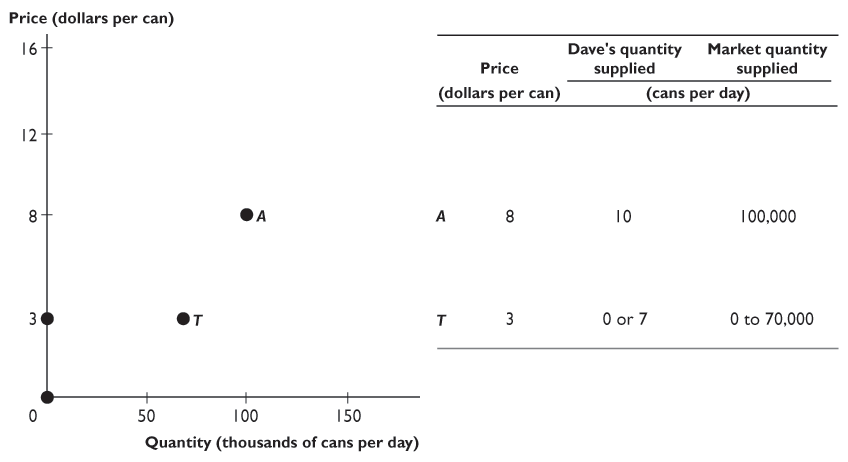 Price (dollars per can)
16
12
8
3
0
A
T
50
100
150
Quantity (thousands of cans per day)
Price
(dollars per can)
Dave's quantity
supplied
Market quantity
supplied
(cans per day)
A 8 10 100,000
T 3 0 or 7 0 to 70,000